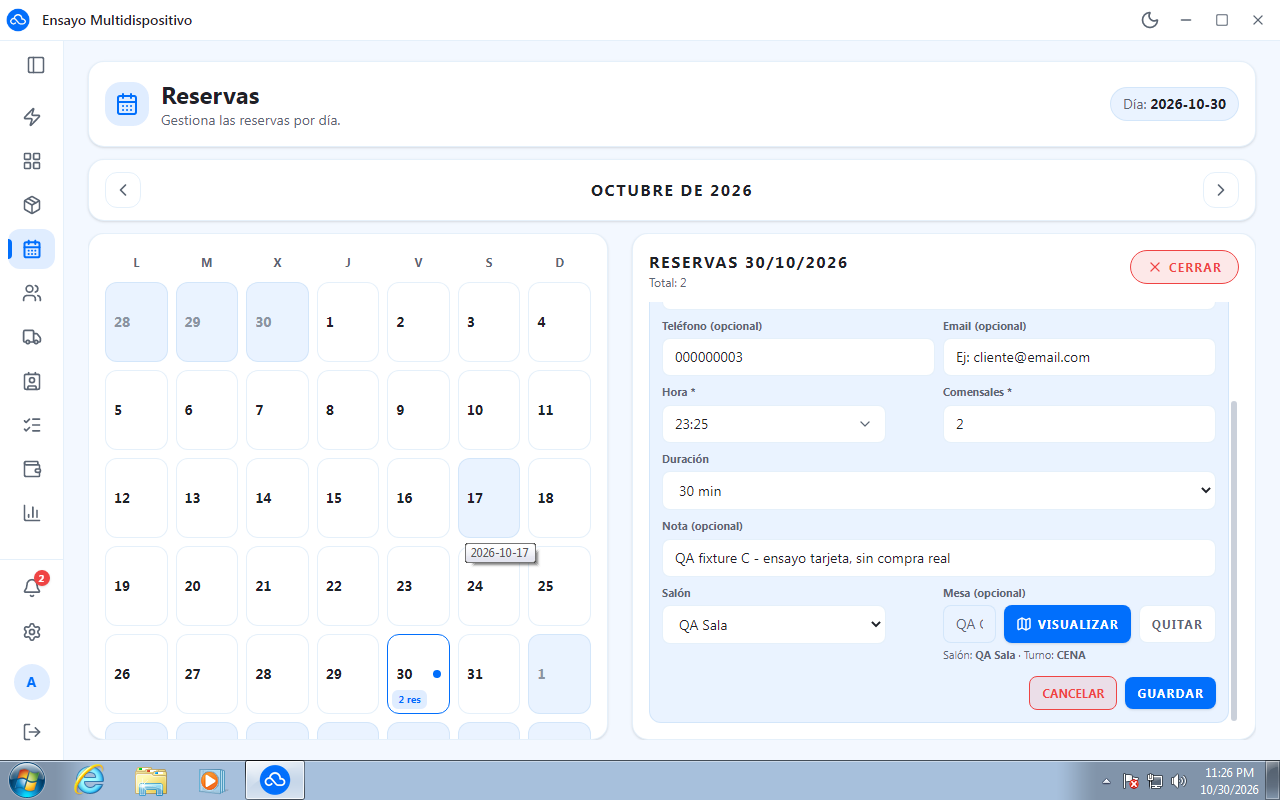 Ensayo Multidispositivo
Reservas
Gestiona las reservas por día.
Día: 2026-10-30
OCTUBRE DE 2026
L M X J V S D
28 29 30 1 2 3 4
5 6 7 8 9 10 11
12 13 14 15 16 17 18
2026-10-17
19 20 21 22 23 24 25
26 27 28 29 30 31 1
2 res
RESERVAS 30/10/2026
Total: 2
CERRAR
Teléfono (opcional) Email (opcional)
000000003 Ej: cliente@email.com
Hora * Comensales *
23:25 2
Duración
30 min
Nota (opcional)
QA fixture C - ensayo tarjeta, sin compra real
Salón Mesa (opcional)
QA Sala QA VISUALIZAR QUITAR
Salón: QA Sala · Turno: CENA
CANCELAR GUARDAR
2
A
11:26 PM
10/30/2026